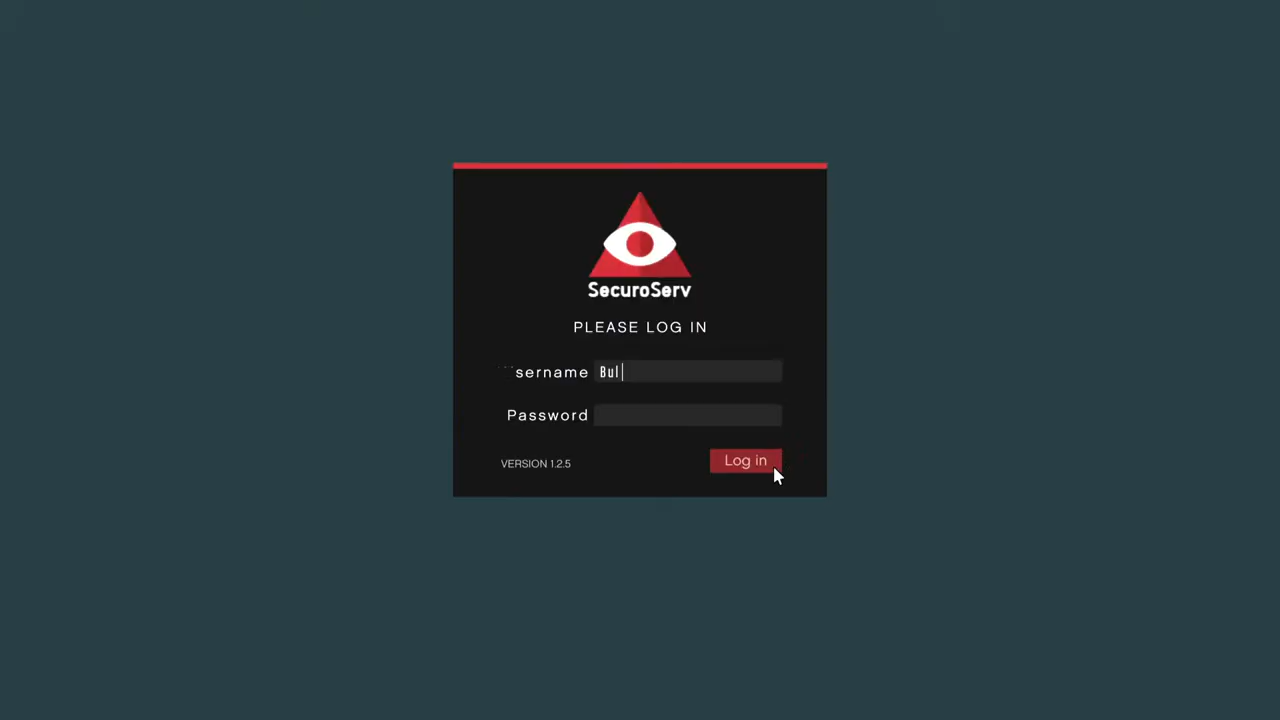 SecuroServ
PLEASE LOG IN
sername Bul
Password
VERSION 1.2.5 Log in